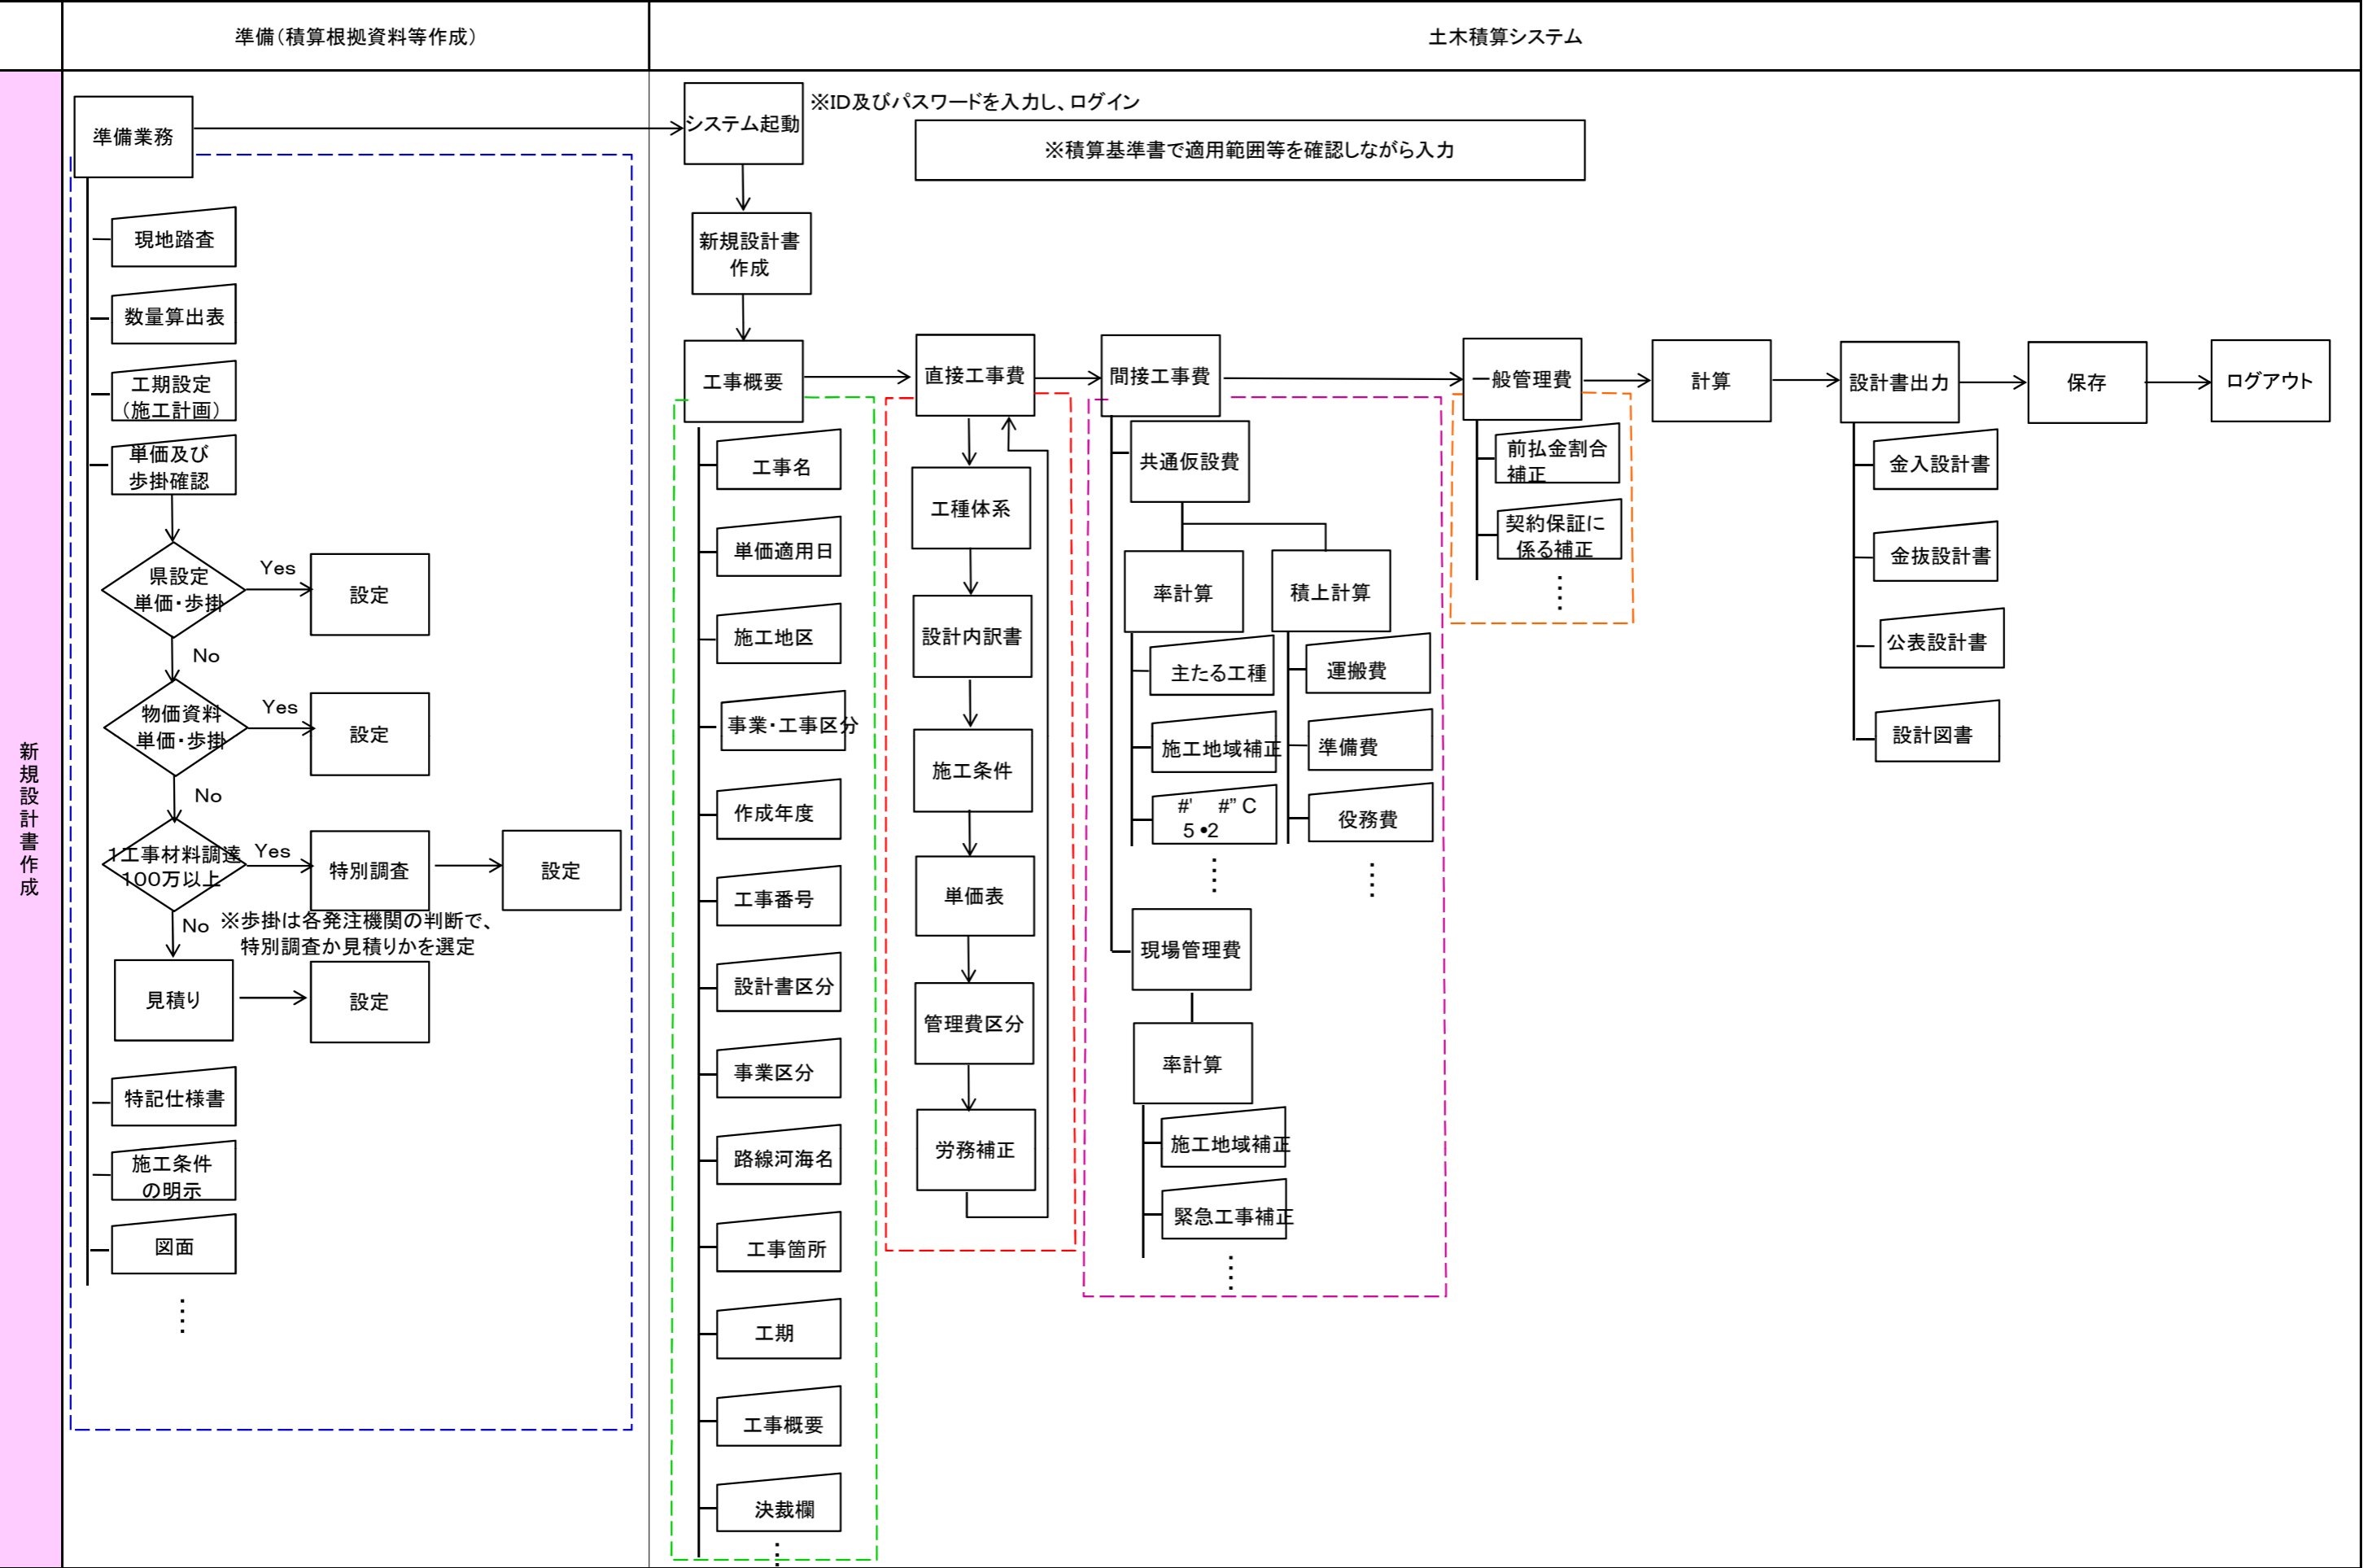 準備(積算根拠資料等作成)
土木積算システム
新規設計書作成
準備業務
現地踏査
数量算出表
工期設定
(施工計画)
単価及び
歩掛確認
県設定
単価・歩掛
Yes
設定
No
物価資料
単価・歩掛
Yes
設定
No
1工事材料調達
100万以上
Yes
特別調査
設定
No
※歩掛は各発注機関の判断で、
特別調査か見積りかを選定
見積り
設定
特記仕様書
施工条件
の明示
図面
システム起動
※ID及びパスワードを入力し、ログイン
※積算基準書で適用範囲等を確認しながら入力
新規設計書
作成
工事概要
工事名
単価適用日
施工地区
事業・工事区分
作成年度
工事番号
設計書区分
事業区分
路線河海名
工事箇所
工期
工事概要
決裁欄
直接工事費
工種体系
設計内訳書
施工条件
単価表
管理費区分
労務補正
間接工事費
共通仮設費
率計算
主たる工種
施工地域補正
#' #" C
5 •2
積上計算
運搬費
準備費
役務費
現場管理費
率計算
施工地域補正
緊急工事補正
一般管理費
前払金割合
補正
契約保証に
係る補正
計算
設計書出力
金入設計書
金抜設計書
公表設計書
設計図書
保存
ログアウト